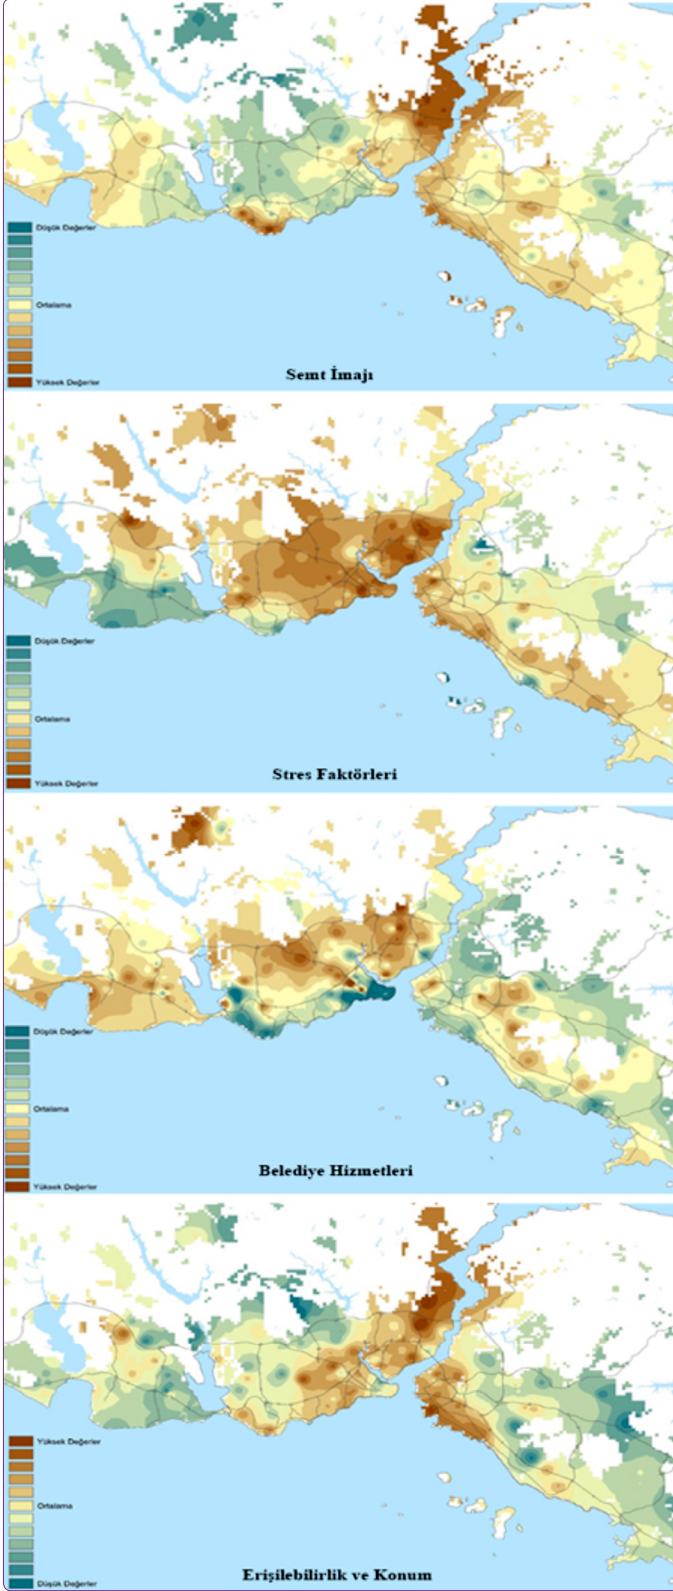 Düşük Değerler
Ortalama
Yüksek Değerler
Semt İmajı
Düşük Değerler
Ortalama
Yüksek Değerler
Stres Faktörleri
Düşük Değerler
Ortalama
Yüksek Değerler
Belediye Hizmetleri
Yüksek Değerler
Ortalama
Düşük Değerler
Erişilebilirlik ve Konum